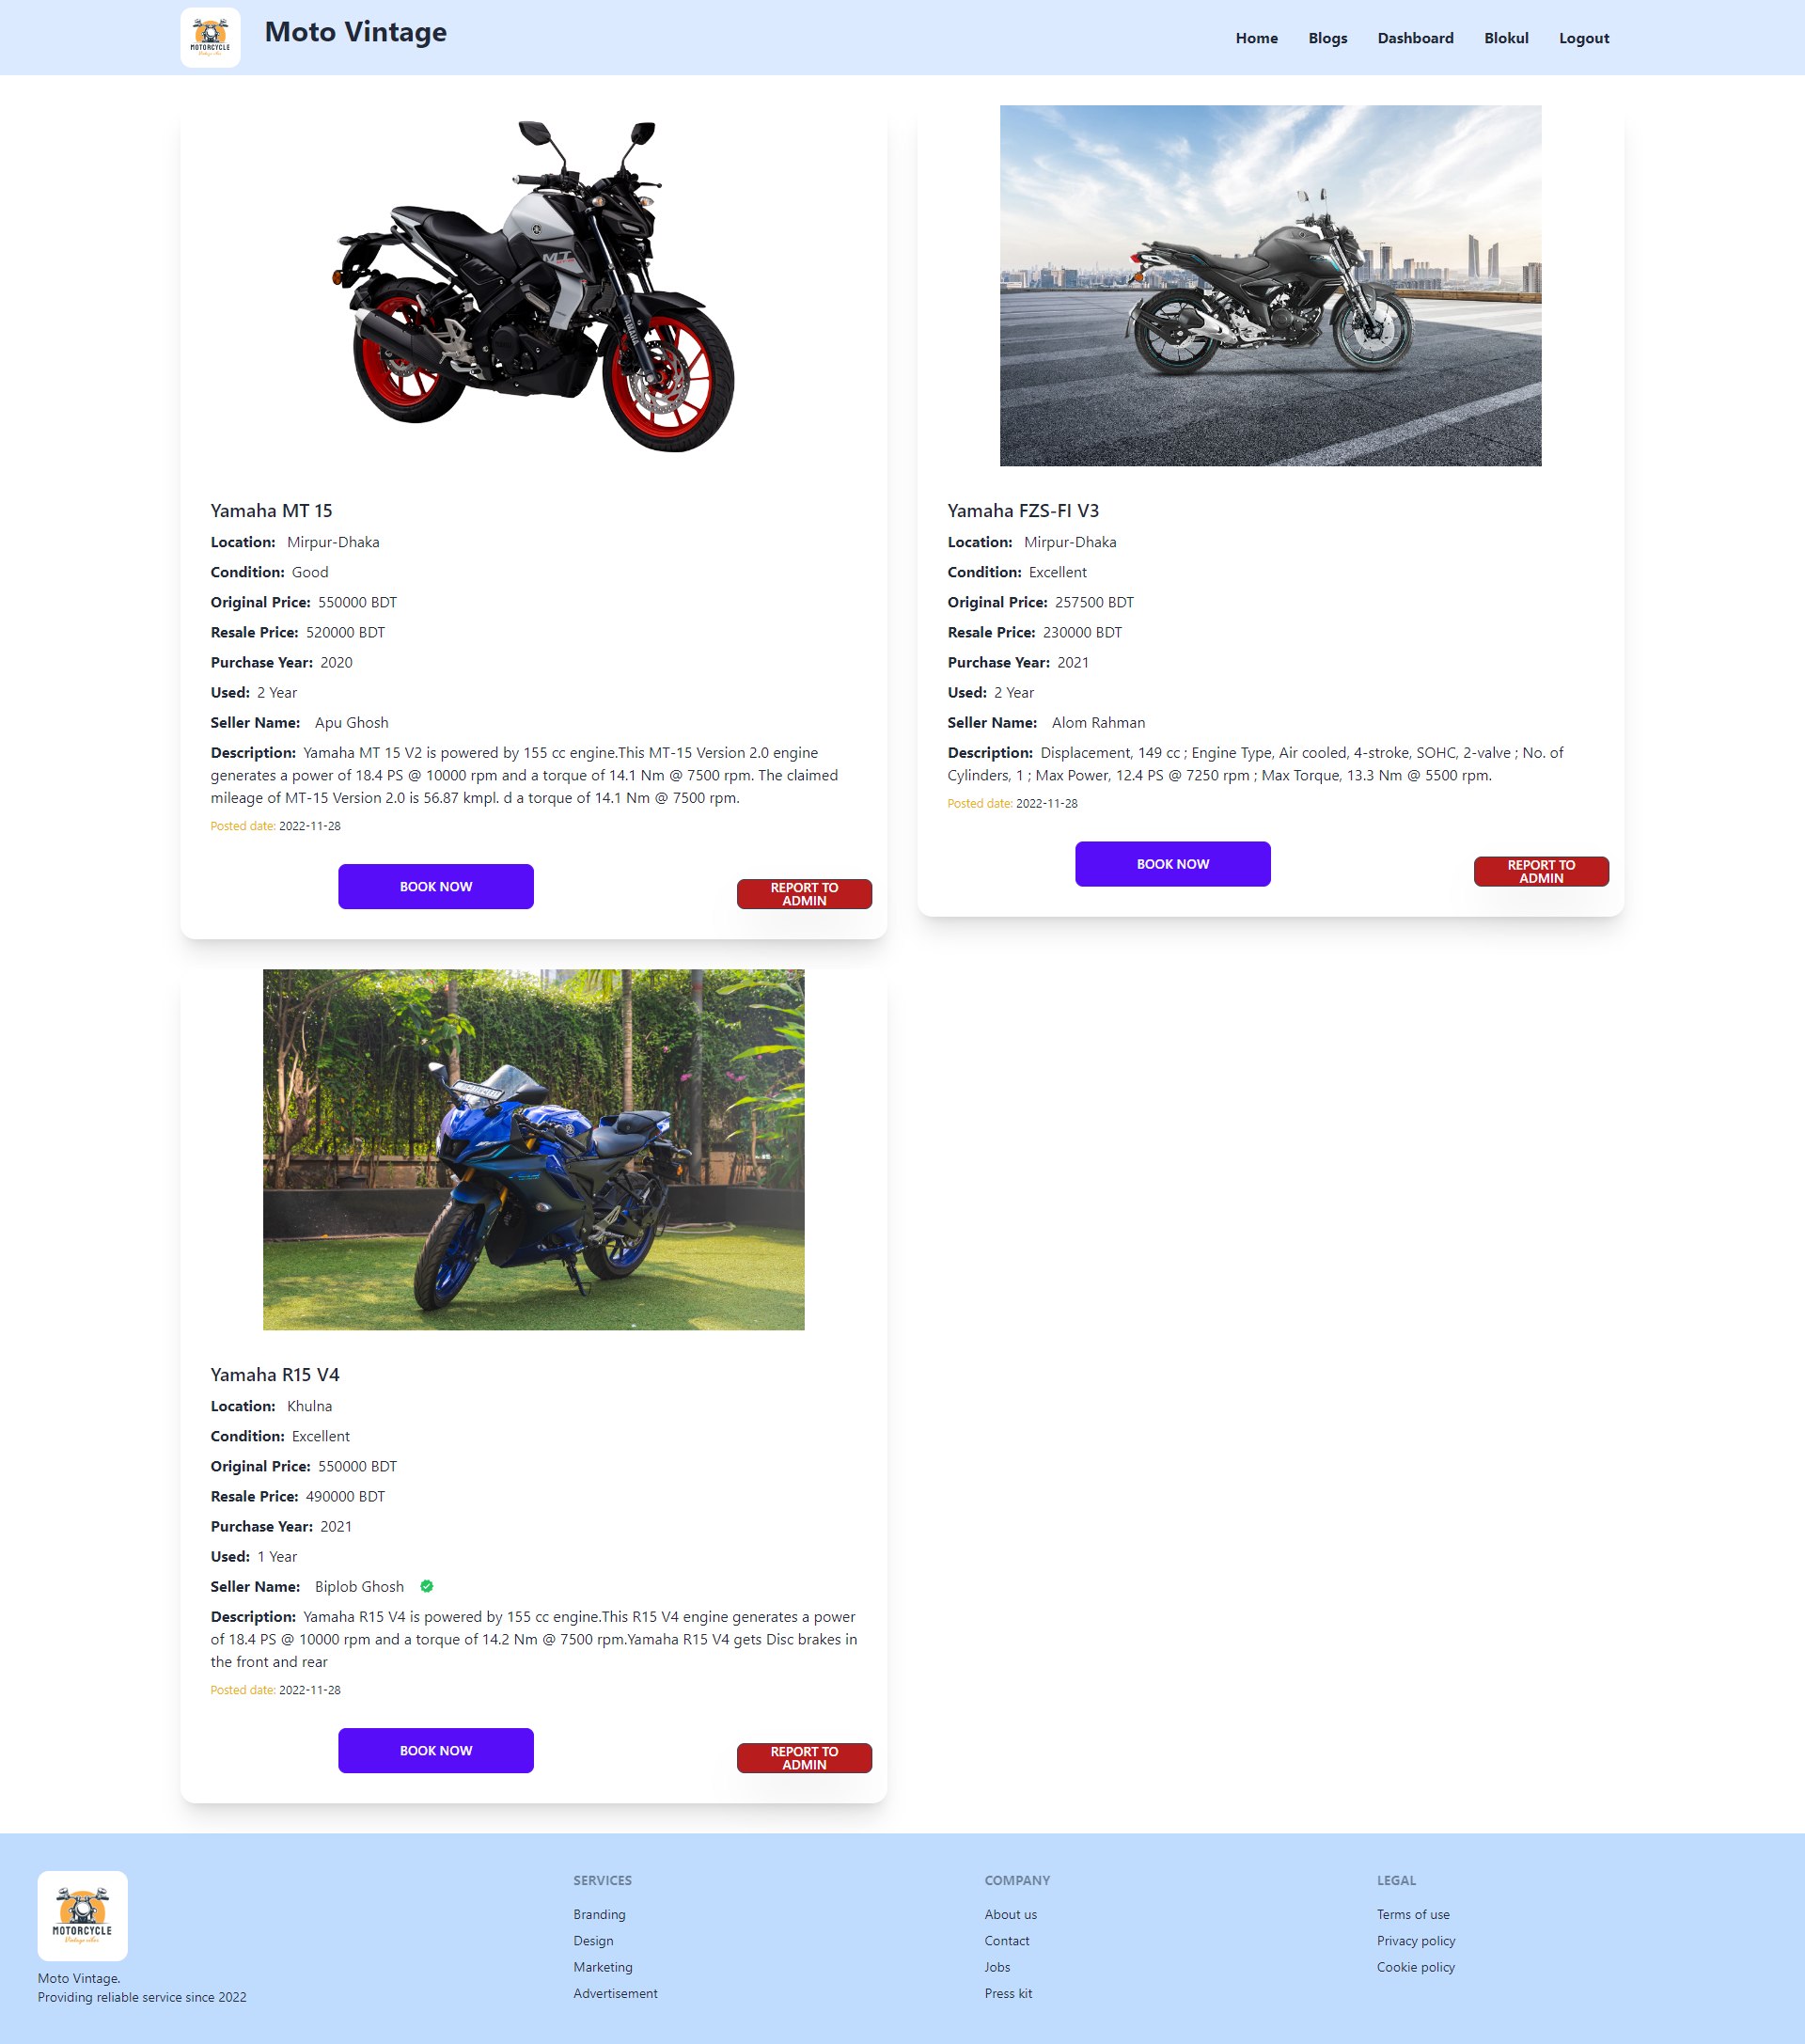 MOTORCYCLE
Vintage vibes
Moto Vintage
Home Blogs Dashboard Blokul Logout
MT
YAMAHA
Yamaha MT 15
Location: Mirpur-Dhaka
Condition: Good
Original Price: 550000 BDT
Resale Price: 520000 BDT
Purchase Year: 2020
Used: 2 Year
Seller Name: Apu Ghosh
Description: Yamaha MT 15 V2 is powered by 155 cc engine.This MT-15 Version 2.0 engine
generates a power of 18.4 PS @ 10000 rpm and a torque of 14.1 Nm @ 7500 rpm. The claimed
mileage of MT-15 Version 2.0 is 56.87 kmpl. d a torque of 14.1 Nm @ 7500 rpm.
Posted date: 2022-11-28
BOOK NOW
REPORT TO
ADMIN
Yamaha FZS-FI V3
Location: Mirpur-Dhaka
Condition: Excellent
Original Price: 257500 BDT
Resale Price: 230000 BDT
Purchase Year: 2021
Used: 2 Year
Seller Name: Alom Rahman
Description: Displacement, 149 cc ; Engine Type, Air cooled, 4-stroke, SOHC, 2-valve ; No. of
Cylinders, 1 ; Max Power, 12.4 PS @ 7250 rpm ; Max Torque, 13.3 Nm @ 5500 rpm.
Posted date: 2022-11-28
BOOK NOW
REPORT TO
ADMIN
Yamaha R15 V4
Location: Khulna
Condition: Excellent
Original Price: 550000 BDT
Resale Price: 490000 BDT
Purchase Year: 2021
Used: 1 Year
Seller Name: Biplob Ghosh
Description: Yamaha R15 V4 is powered by 155 cc engine.This R15 V4 engine generates a power
of 18.4 PS @ 10000 rpm and a torque of 14.2 Nm @ 7500 rpm.Yamaha R15 V4 gets Disc brakes in
the front and rear
Posted date: 2022-11-28
BOOK NOW
REPORT TO
ADMIN
MOTORCYCLE
Vintage vibes
Moto Vintage.
Providing reliable service since 2022
SERVICES
Branding
Design
Marketing
Advertisement
COMPANY
About us
Contact
Jobs
Press kit
LEGAL
Terms of use
Privacy policy
Cookie policy